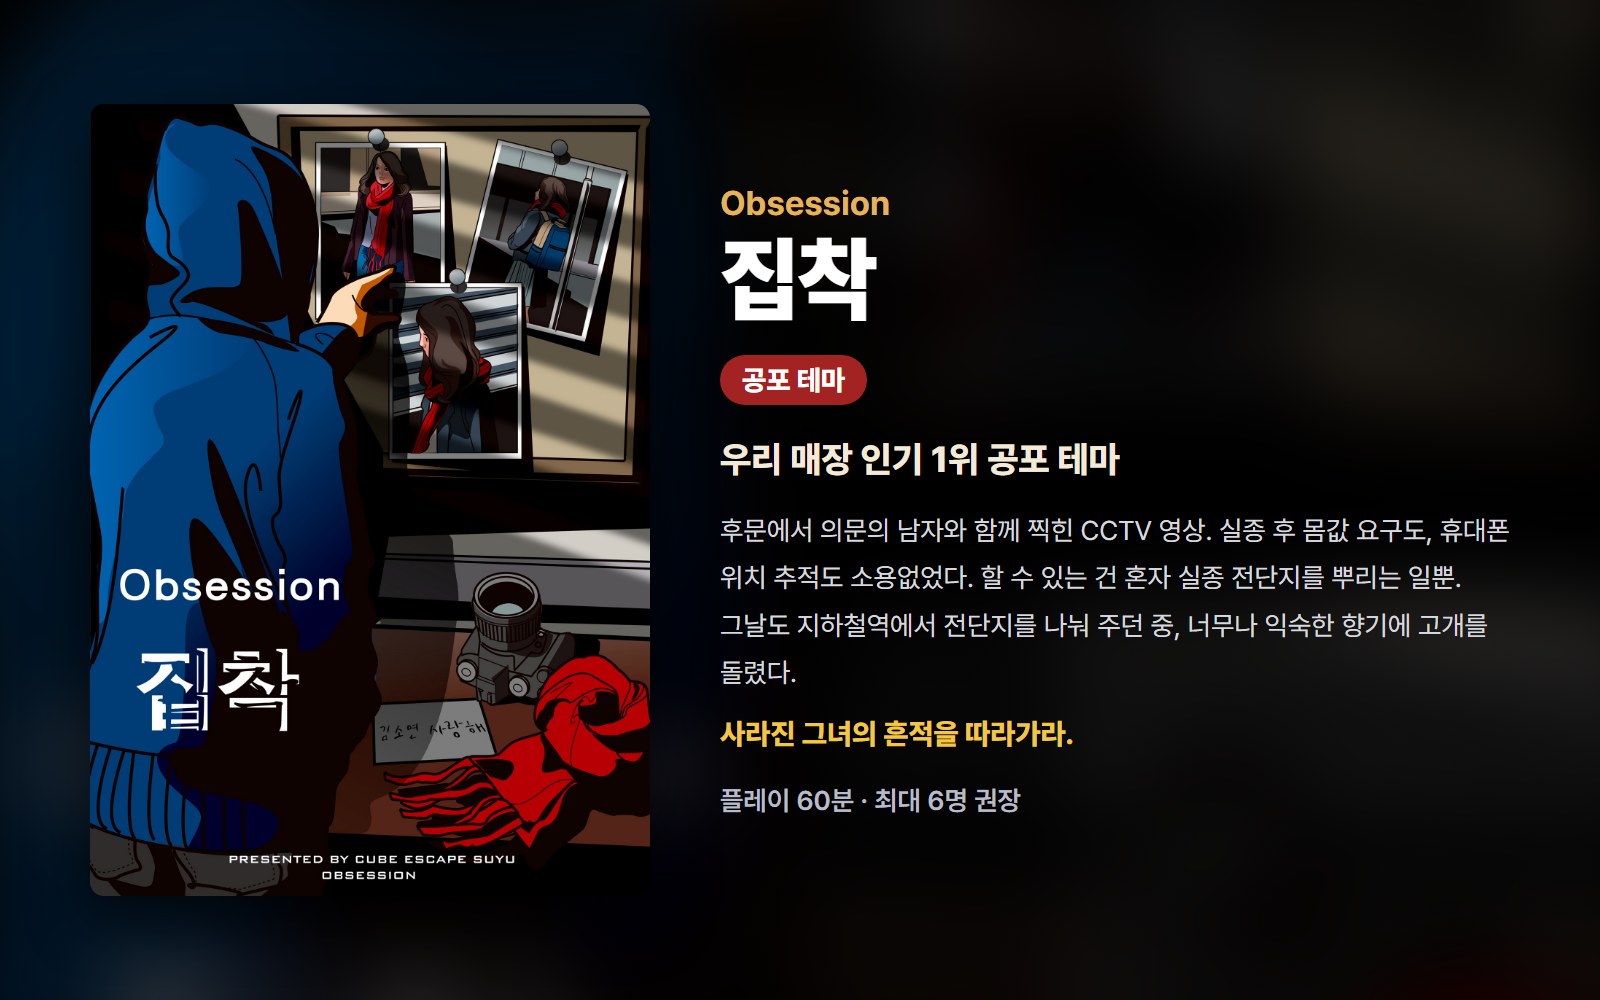 Obsession
집착
김소연 사랑해
PRESENTED BY CUBE ESCAPE SUYU
OBSESSION
Obsession
집착
공포 테마
우리 매장 인기 1위 공포 테마
후문에서 의문의 남자와 함께 찍힌 CCTV 영상. 실종 후 몸값 요구도, 휴대폰
위치 추적도 소용없었다. 할 수 있는 건 혼자 실종 전단지를 뿌리는 일뿐.
그날도 지하철역에서 전단지를 나눠 주던 중, 너무나 익숙한 향기에 고개를
돌렸다.
사라진 그녀의 흔적을 따라가라.
플레이 60분 · 최대 6명 권장